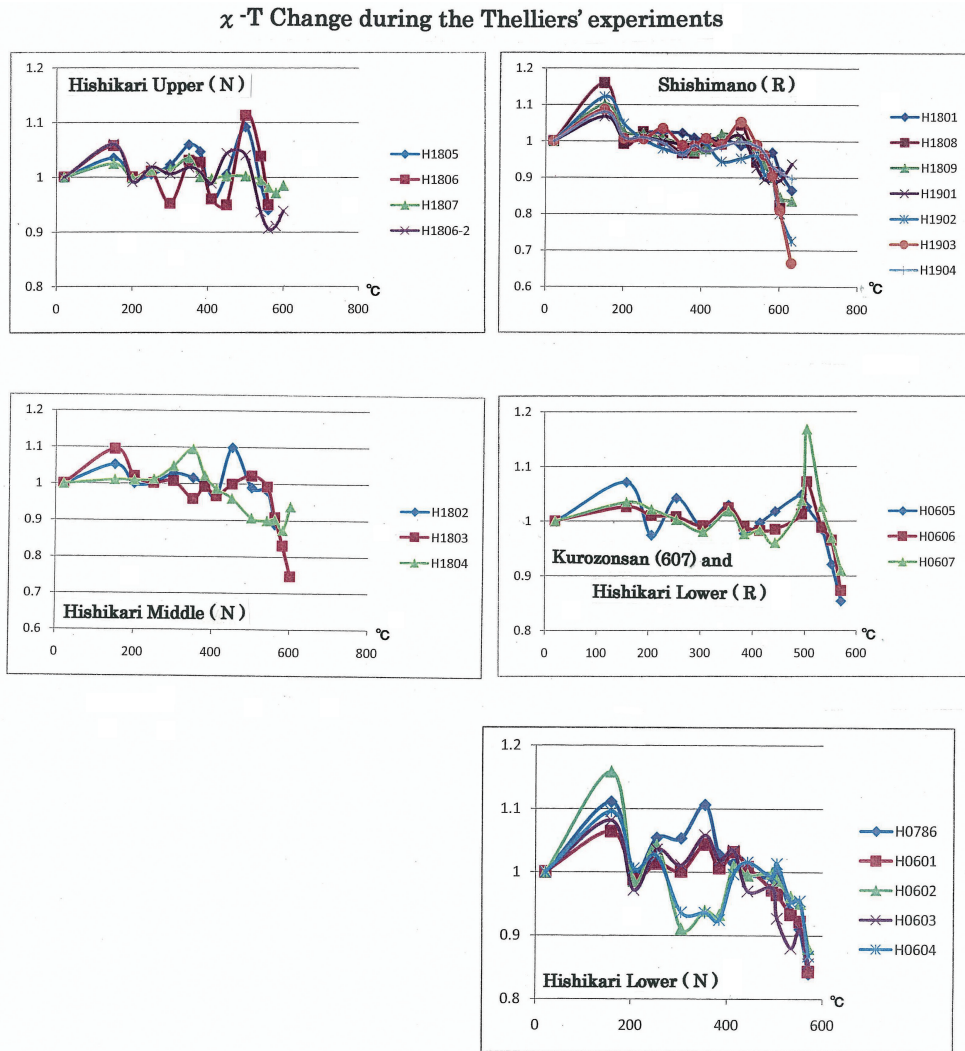 χ -T Change during the Thelliers' experiments
Hishikari Upper ( N )
1.2
1.1
1
0.9
0.8
0
200
400
600
800
℃
H1805
H1806
H1807
H1806-2
Shishimano ( R )
1.2
1.1
1
0.9
0.8
0.7
0.6
0
200
400
600
800
℃
H1801
H1808
H1809
H1901
H1902
H1903
H1904
1.2
1.1
1
0.9
0.8
0.7
0.6
Hishikari Middle ( N )
0
200
400
600
800
℃
H1802
H1803
H1804
1.2
1.1
1
0.9
0.8
Kurozonsan (607) and
Hishikari Lower ( R )
0
100
200
300
400
500
600
℃
H0605
H0606
H0607
1.2
1.1
1
0.9
0.8
Hishikari Lower ( N )
0
200
400
600
℃
H0786
H0601
H0602
H0603
H0604